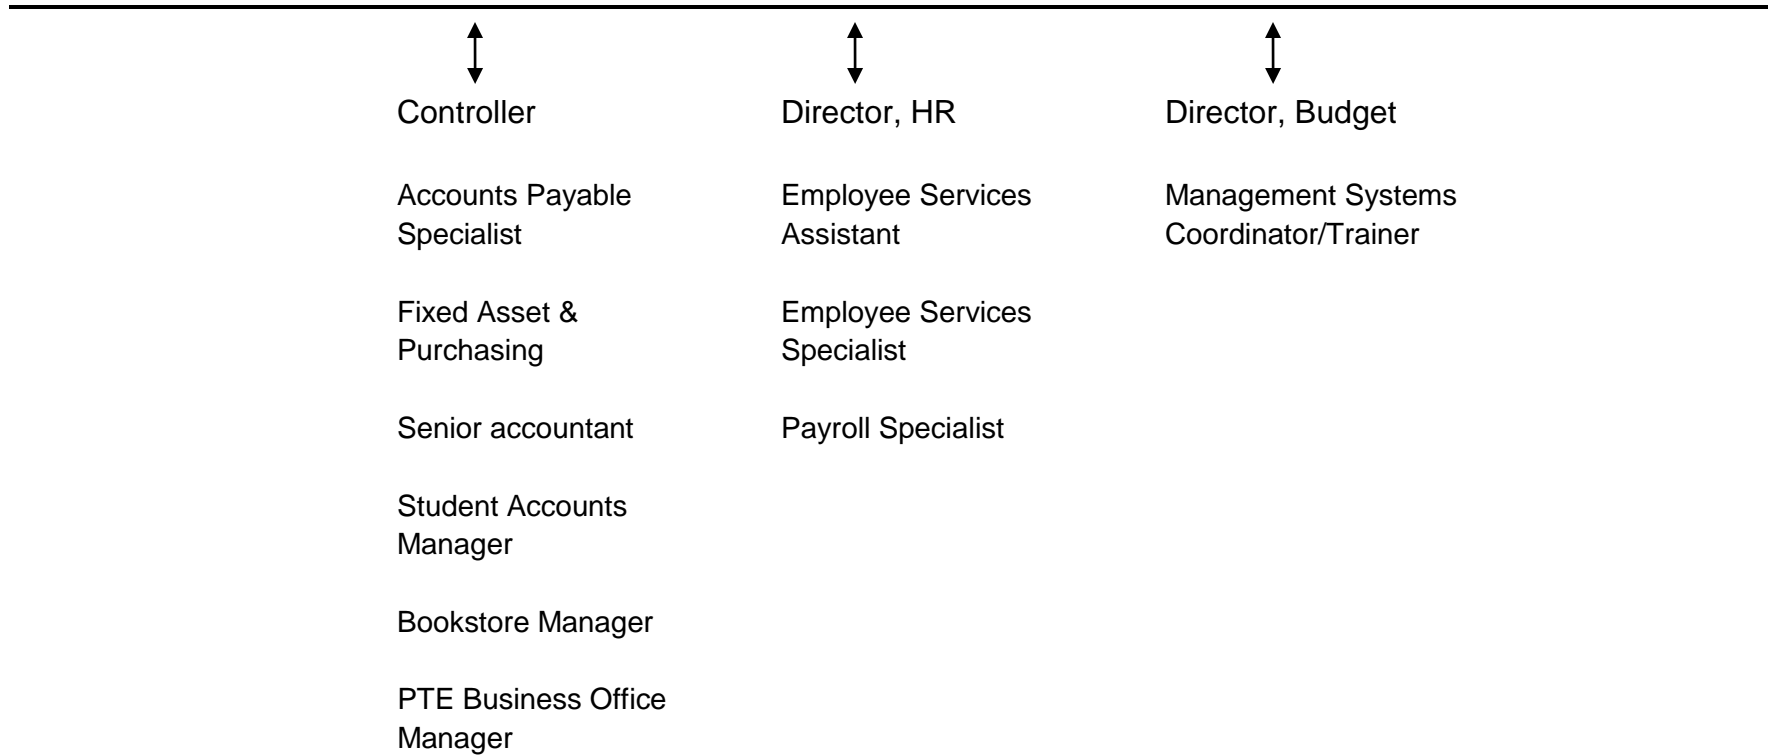 Controller
Accounts Payable
Specialist
Fixed Asset &
Purchasing
Senior accountant
Student Accounts
Manager
Bookstore Manager
PTE Business Office
Manager
Director, HR
Employee Services
Assistant
Employee Services
Specialist
Payroll Specialist
Director, Budget
Management Systems
Coordinator/Trainer